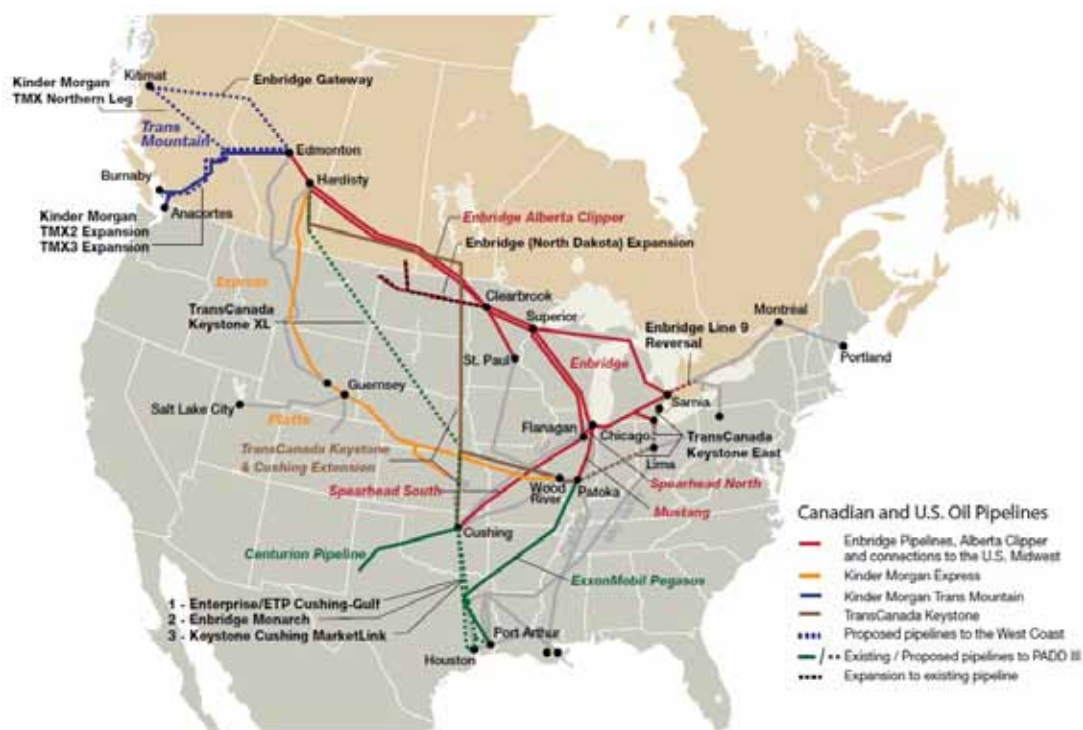 Kitimat
Kinder Morgan
TMX Northern Leg
Enbridge Gateway
Trans
Mountain
Edmonton
Hardisty
Burnaby
Anacortes
Kinder Morgan
TMX2 Expansion
TMX3 Expansion
Enbridge Alberta Clipper
Enbridge (North Dakota) Expansion
Express
TransCanada
Keystone XL
Clearbrook
Superior
Montréal
Enbridge Line 9
Reversal
Portland
St. Paul
Enbridge
Guernsey
Salt Lake City
Sarnia
Platte
Flanagan
Chicago
TransCanada
Keystone East
TransCanada Keystone
& Cushing Extension
Lima
Spearhead South
Wood
River
Patoka
Spearhead North
Mustang
Cushing
Centurion Pipeline
ExxonMobil Pegasus
1 - Enterprise/ETP Cushing-Gulf
2 - Enbridge Monarch
3 - Keystone Cushing MarketLink
Port Arthur
Houston
Canadian and U.S. Oil Pipelines
Enbridge Pipelines, Alberta Clipper
and connections to the U.S. Midwest
Kinder Morgan Express
Kinder Morgan Trans Mountain
TransCanada Keystone
Proposed pipelines to the West Coast
Existing / Proposed pipelines to PADD III
Expansion to existing pipeline